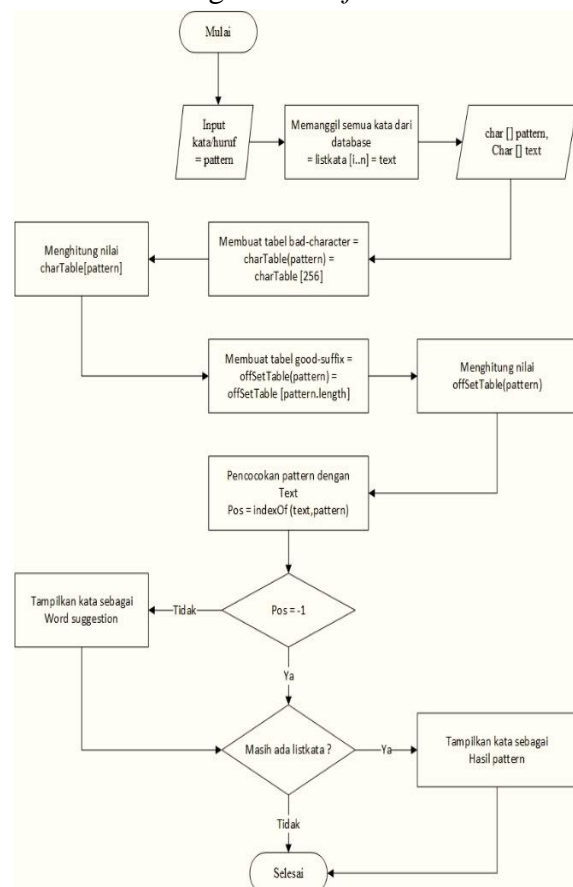 Mulai
Input
kata/huruf
= pattern
Memanggil semua kata dari
database
= listkata [i..n] = text
char [] pattern,
Char [] text
Menghitung nilai
charTable[pattern]
Membuat tabel bad-character =
charTable(pattern) =
charTable [256]
Membuat tabel good-suffix =
offSetTable(pattern) =
offSetTable [pattern.length]
Menghitung nilai
offSetTable(pattern)
Pencocokan pattern dengan
Text
Pos = indexOf (text,pattern)
Tampilkan kata sebagai
Word suggestion
Tidak
Pos = -1
Ya
Masih ada listkata ?
Ya
Tampilkan kata sebagai
Hasil pattern
Tidak
Selesai